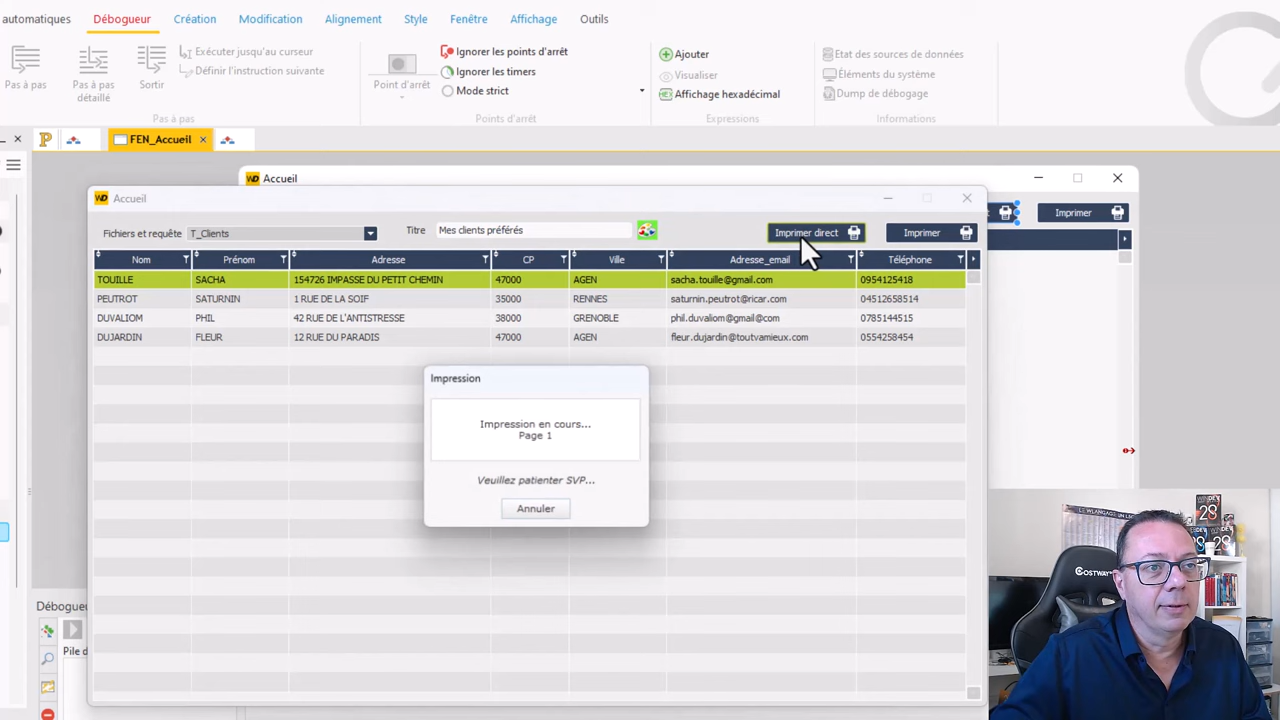 automatiques Débogueur Création Modification Alignement Style Fenêtre Affichage Outils
Exécuter jusqu'au curseur
Définir l'instruction suivante
Pas à pas
Pas à pas détaillé
Sortir
Pas à pas
Point d'arrêt
Ignorer les points d'arrêt
Ignorer les timers
Mode strict
Points d'arrêt
Ajouter
Visualiser
Affichage hexadécimal
Expressions
Etat des sources de données
Éléments du système
Dump de débogage
Informations
FEN_Accueil
WD Accueil
Imprimer
WD Accueil
Fichiers et requête T_Clients Titre Mes clients préférés Imprimer direct Imprimer
Nom Prénom Adresse CP Ville Adresse_email Téléphone
TOUILLE SACHA 154726 IMPASSE DU PETIT CHEMIN 47000 AGEN sacha.touille@gmail.com 0954125418
PEUTROT SATURNIN 1 RUE DE LA SOIF 35000 RENNES saturnin.peutrot@ricar.com 04512658514
DUVALIOM PHIL 42 RUE DE L'ANTISTRESSE 38000 GRENOBLE phil.duvaliom@gmail@com 0785144515
DUJARDIN FLEUR 12 RUE DU PARADIS 47000 AGEN fleur.dujardin@toutvamieux.com 0554258454
Impression
Impression en cours...
Page 1
Veuillez patienter SVP...
Annuler
Débogueu
Pile d
COSTWAY
28